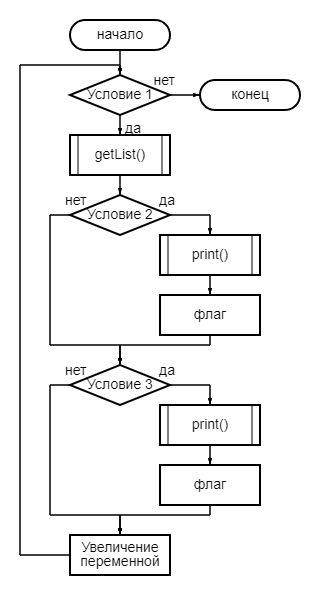 начало
Условие 1
нет
конец
да
getList()
нет
Условие 2
да
print()
флаг
нет
Условие 3
да
print()
флаг
Увеличение
переменной